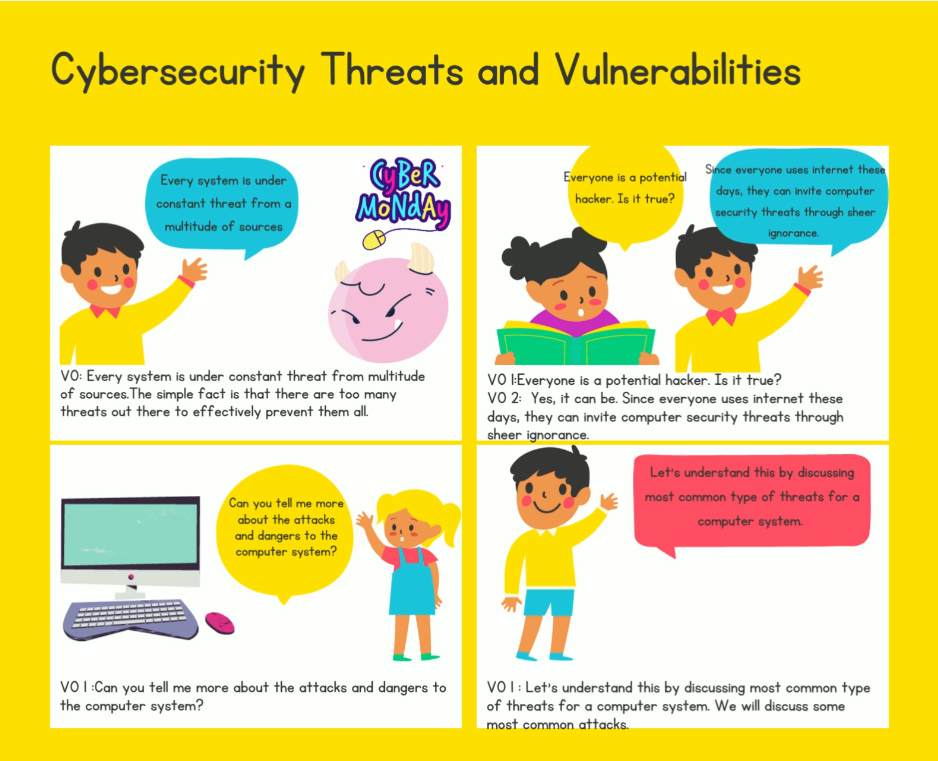 Cybersecurity Threats and Vulnerabilities
Every system is under
constant threat from a
multitude of sources
CyBeR
MoNdAy
VO: Every system is under constant threat from multitude
of sources.The simple fact is that there are too many
threats out there to effectively prevent them all.
Everyone is a potential
hacker. Is it true?
Since everyone uses internet these
days, they can invite computer
security threats through sheer
ignorance.
VO 1:Everyone is a potential hacker. Is it true?
VO 2:  Yes, it can be. Since everyone uses internet these
days, they can invite computer security threats through
sheer ignorance.
Can you tell me more
about the attacks
and dangers to the
computer system?
VO 1 :Can you tell me more about the attacks and dangers to
the computer system?
Let's understand this by discussing
most common type of threats for a
computer system.
VO 1 : Let's understand this by discussing most common type
of threats for a computer system. We will discuss some
most common attacks.